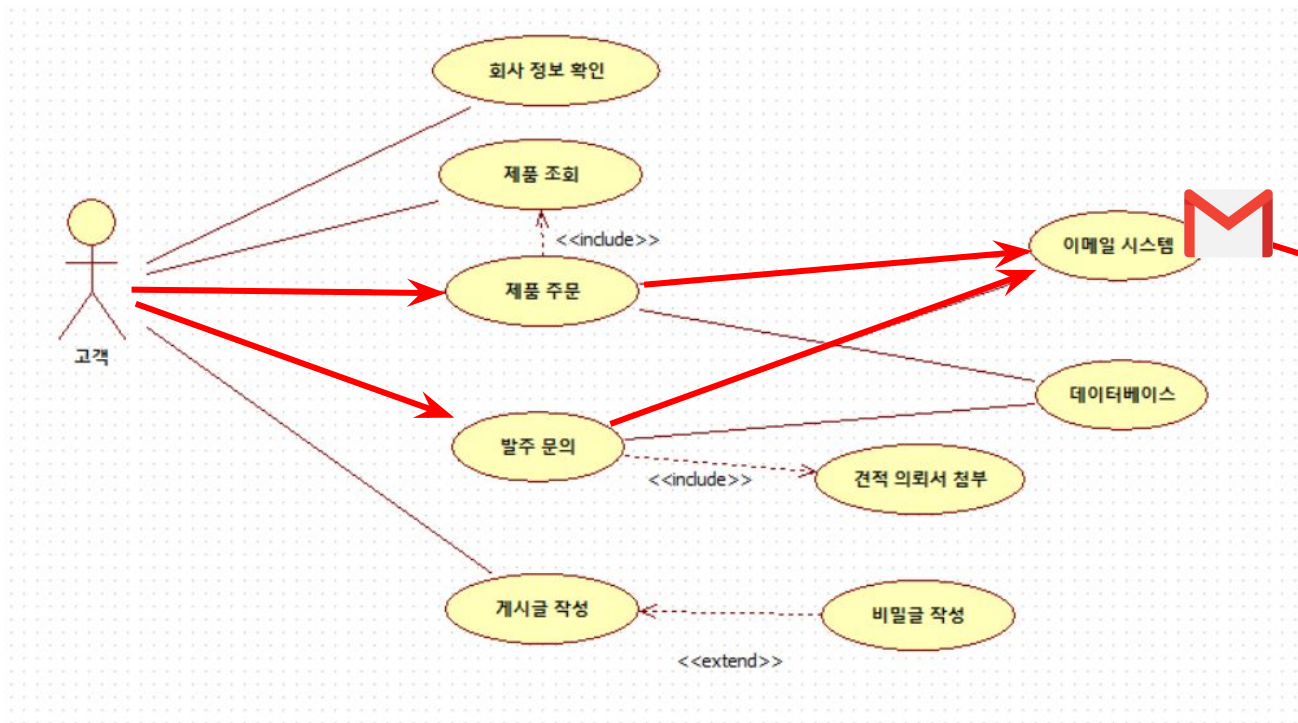 회사 정보 확인
제품 조회
<<include>>
이메일 시스템
제품 주문
고객
데이터베이스
발주 문의
<<include>>
견적 의뢰서 첨부
게시글 작성
비밀글 작성
<<extend>>